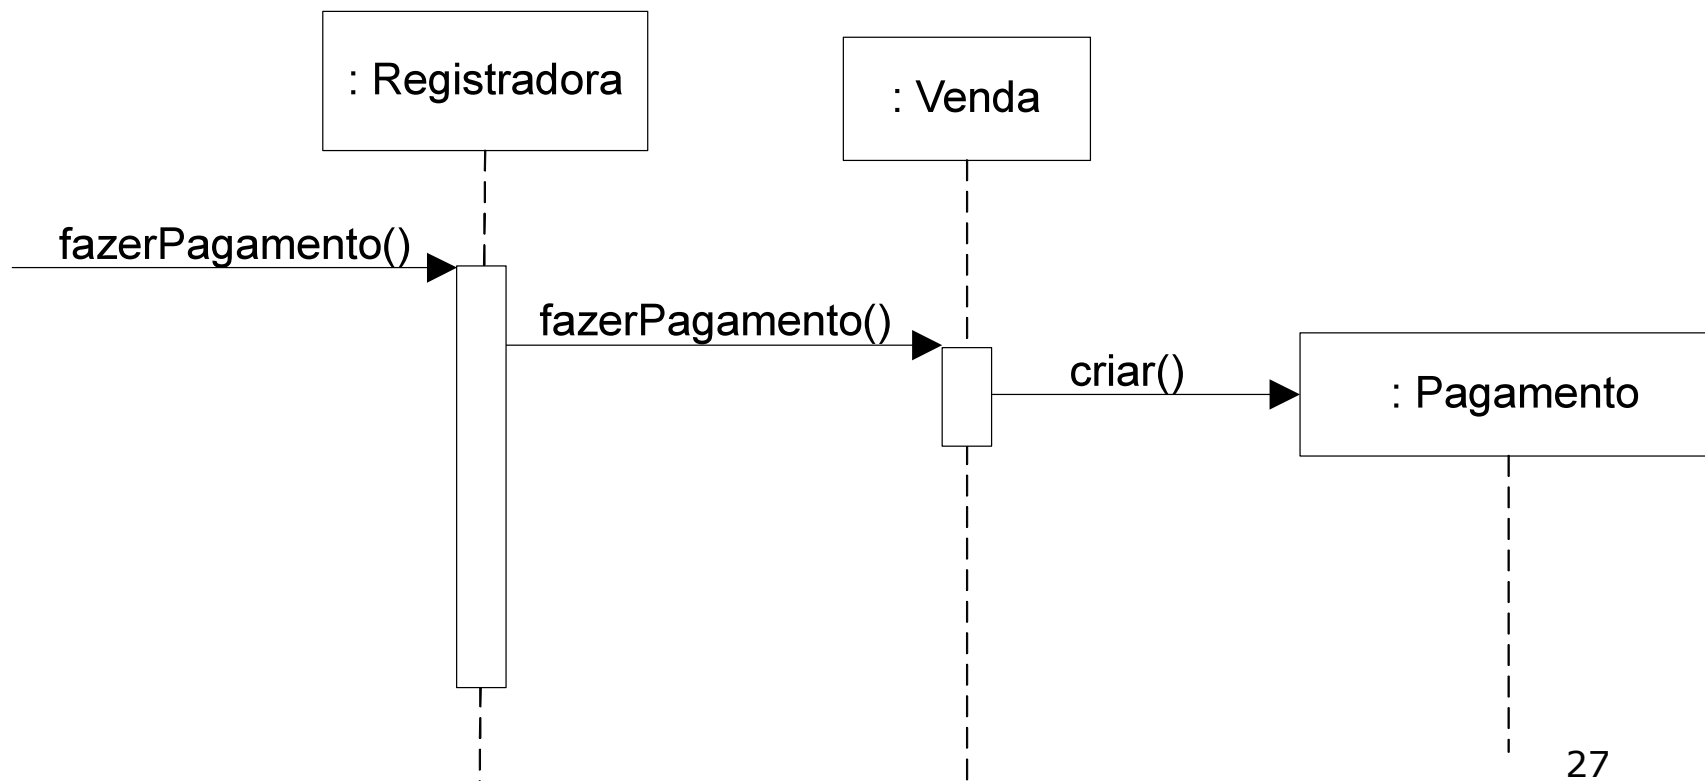 : Registradora
: Venda
fazerPagamento()
fazerPagamento()
criar()
: Pagamento
27